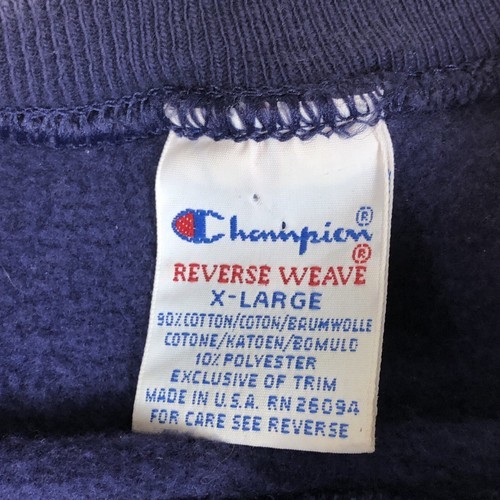 Champion®
REVERSE WEAVE®
X-LARGE
90% COTTON/COTON/BAUMWOLLE
COTONE/KATOEN/BOMULD
10% POLYESTER
EXCLUSIVE OF TRIM
MADE IN U.S.A. RN 26094
FOR CARE SEE REVERSE